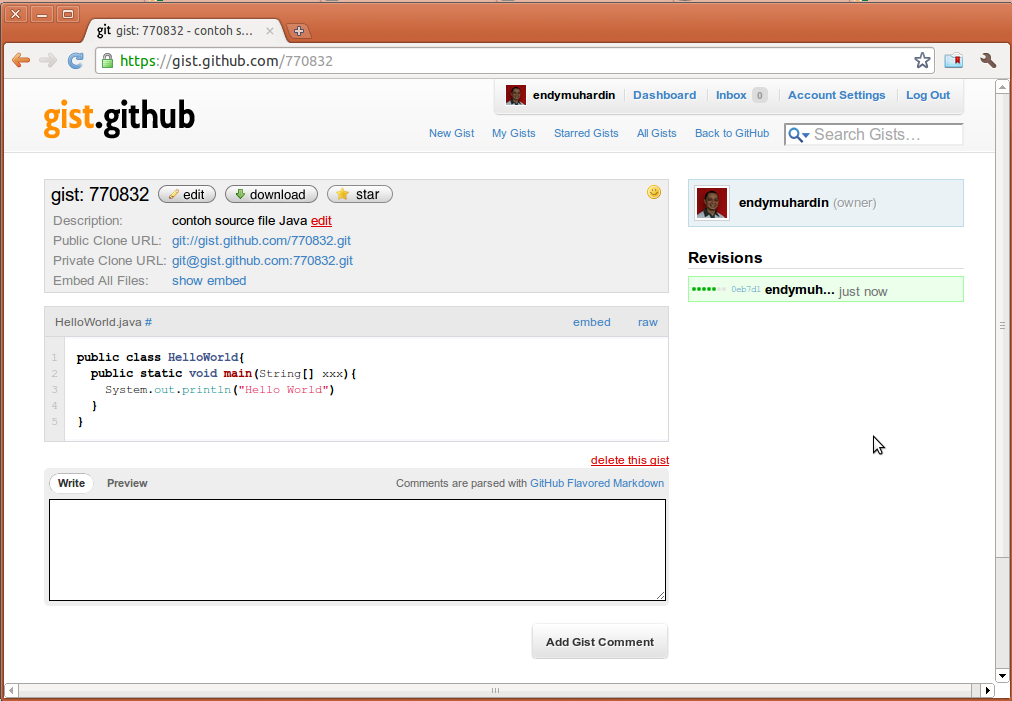 git gist: 770832 - contoh s...
https://gist.github.com/770832
gist.github
endymuhardin Dashboard Inbox 0 Account Settings Log Out
New Gist My Gists Starred Gists All Gists Back to GitHub Search Gists...
gist: 770832 edit download star
Description: contoh source file Java edit
Public Clone URL: git://gist.github.com/770832.git
Private Clone URL: git@gist.github.com:770832.git
Embed All Files: show embed
endymuhardin (owner)
Revisions
0eb7d1 endymuh... just now
HelloWorld.java # embed raw
1 public class HelloWorld{
2 public static void main(String[] xxx){
3 System.out.println("Hello World")
4 }
5 }
delete this gist
Write Preview Comments are parsed with GitHub Flavored Markdown
Add Gist Comment